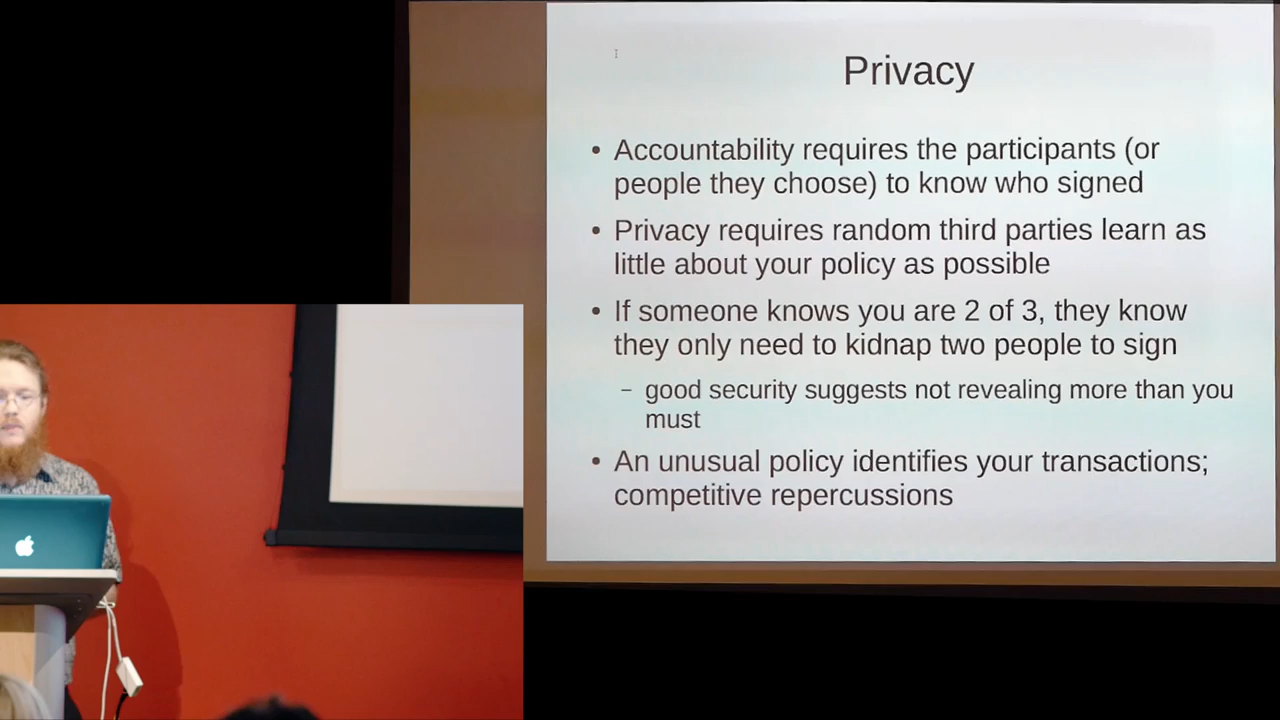 Privacy
• Accountability requires the participants (or
people they choose) to know who signed
• Privacy requires random third parties learn as
little about your policy as possible
• If someone knows you are 2 of 3, they know
they only need to kidnap two people to sign
– good security suggests not revealing more than you
must
• An unusual policy identifies your transactions;
competitive repercussions